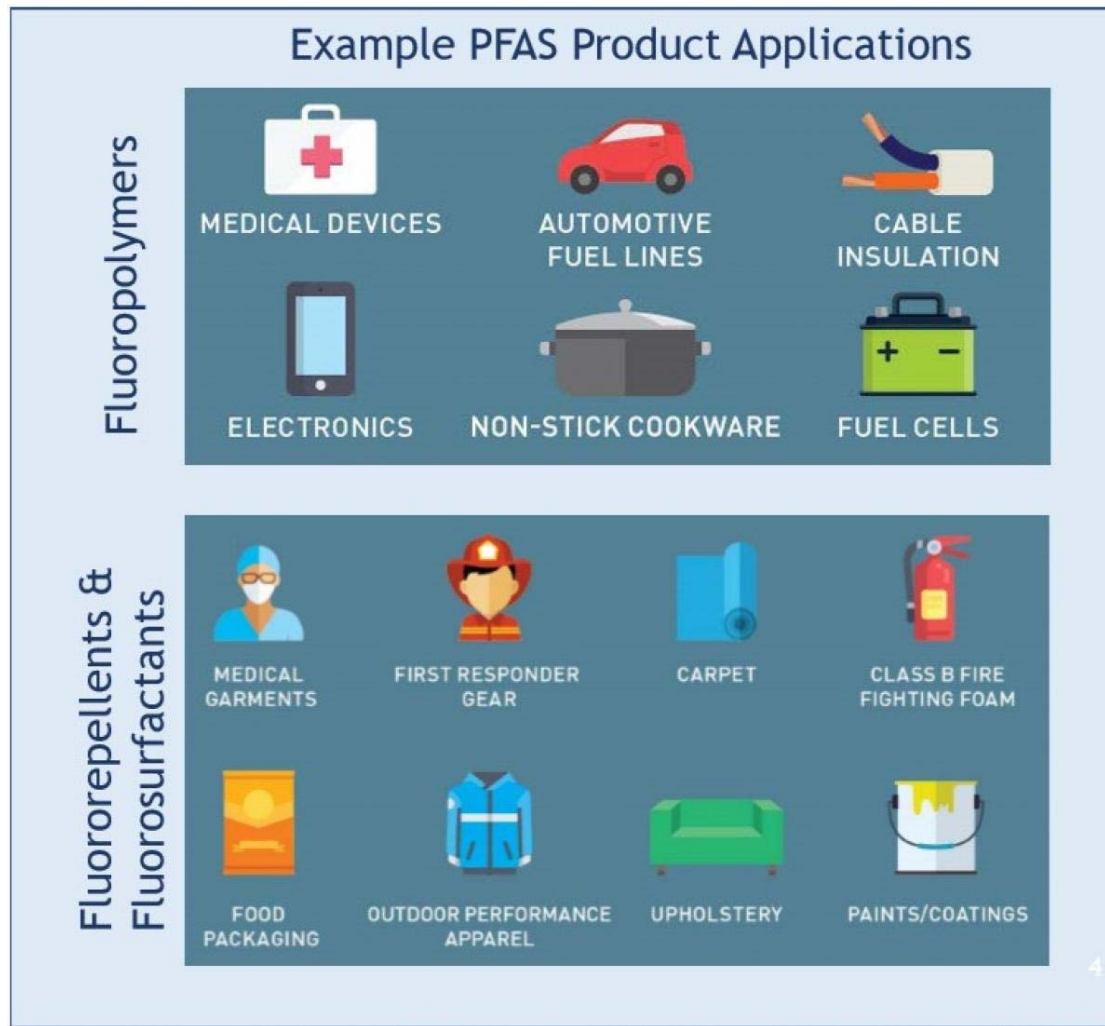 Example PFAS Product Applications
Fluoropolymers
MEDICAL DEVICES
AUTOMOTIVE
FUEL LINES
CABLE
INSULATION
+ -
ELECTRONICS
NON-STICK COOKWARE
FUEL CELLS
Fluororepellents &
Fluorosurfactants
MEDICAL
GARMENTS
FIRST RESPONDER
GEAR
CARPET
CLASS B FIRE
FIGHTING FOAM
FOOD
PACKAGING
OUTDOOR PERFORMANCE
APPAREL
UPHOLSTERY
PAINTS/COATINGS
4